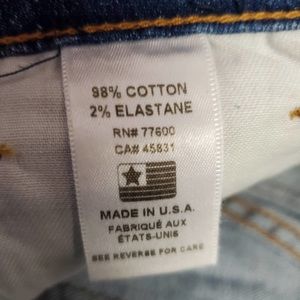 98% COTTON
2% ELASTANE
RN# 77600
CA# 45831
MADE IN U.S.A.
FABRIQUÉ AUX
ÉTATS-UNIS
SEE REVERSE FOR CARE